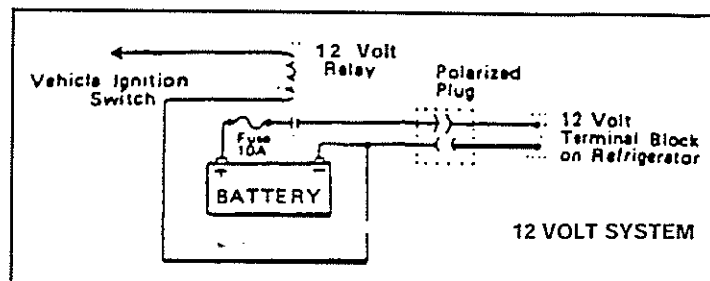 12 Volt
Relay
Vehicle Ignition
Switch
Polarized
Plug
Fuse
10A
12 Volt
Terminal Block
on Refrigerator
+ −
BATTERY
12 VOLT SYSTEM